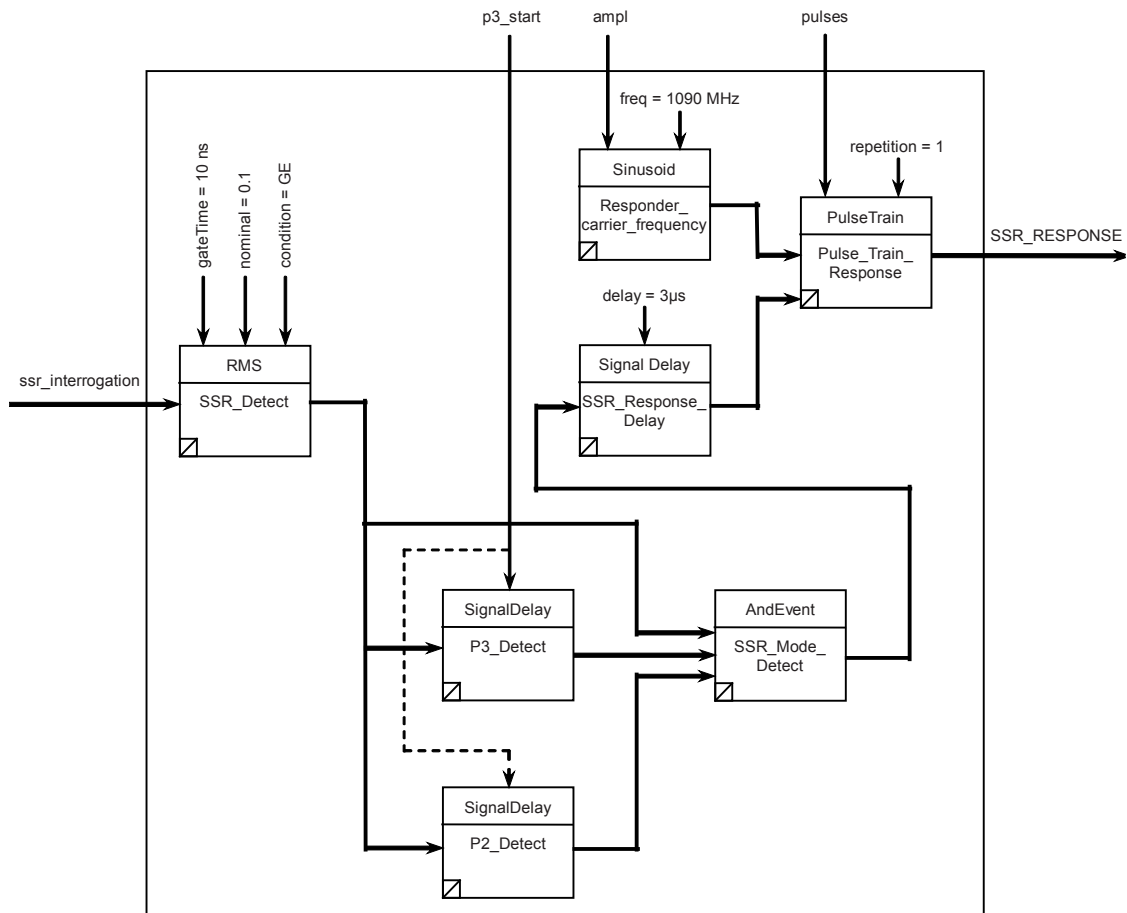 p3_start
ampl
pulses
freq = 1090 MHz
repetition = 1
gateTime = 10 ns
nominal = 0.1
condition = GE
Sinusoid
Responder_
carrier_frequency
PulseTrain
Pulse_Train_
Response
SSR_RESPONSE
delay = 3µs
ssr_interrogation
RMS
SSR_Detect
Signal Delay
SSR_Response_
Delay
SignalDelay
P3_Detect
AndEvent
SSR_Mode_
Detect
SignalDelay
P2_Detect